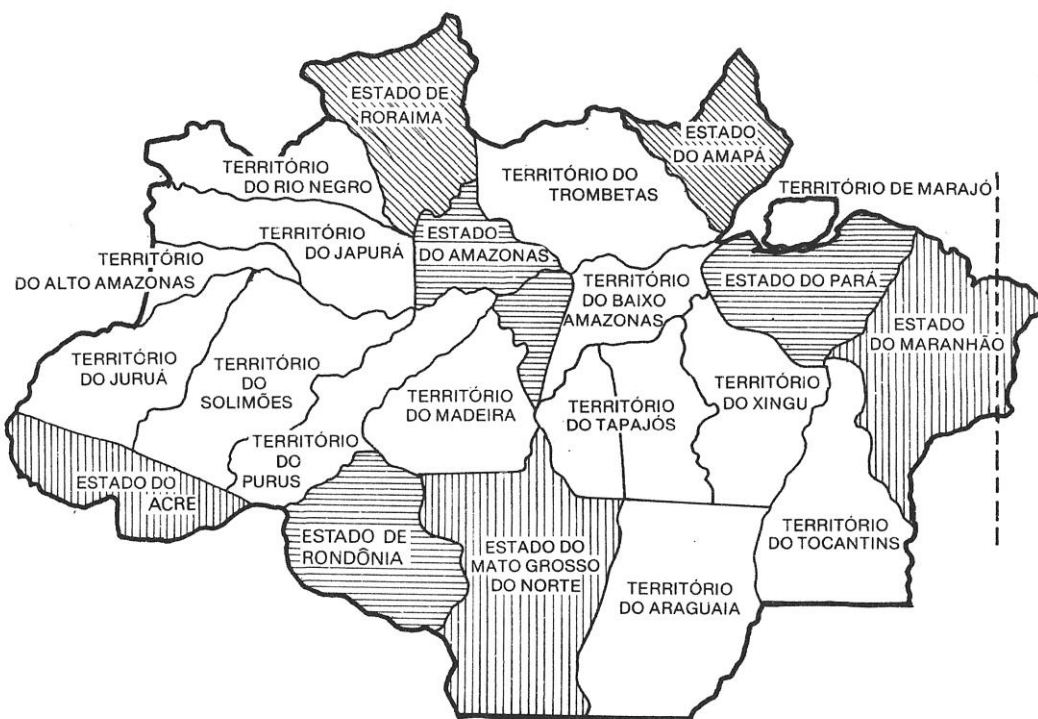 ESTADO DE
RORAIMA
ESTADO
DO AMAPÁ
TERRITÓRIO
DO RIO NEGRO
TERRITÓRIO DO
TROMBETAS
TERRITÓRIO DE MARAJÓ
TERRITÓRIO
DO JAPURÁ
ESTADO
DO AMAZONAS
TERRITÓRIO
DO ALTO AMAZONAS
TERRITÓRIO
DO BAIXO
AMAZONAS
ESTADO DO PARÁ
ESTADO
DO MARANHÃO
TERRITÓRIO
DO JURUÁ
TERRITÓRIO
DO
SOLIMÕES
TERRITÓRIO
DO MADEIRA
TERRITÓRIO
DO TAPAJÓS
TERRITÓRIO
DO XINGU
TERRITÓRIO
DO
PURUS
ESTADO DO
ACRE
ESTADO DE
RONDÔNIA
ESTADO DO
MATO GROSSO
DO NORTE
TERRITÓRIO
DO TOCANTINS
TERRITÓRIO
DO ARAGUAIA